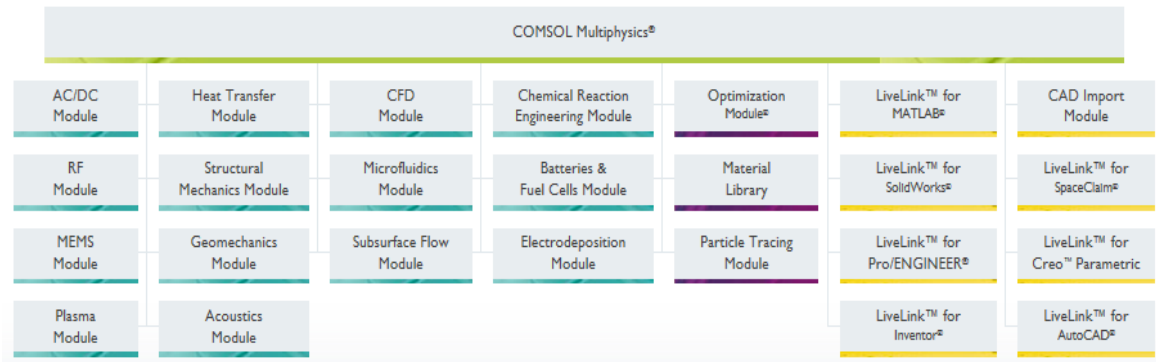 COMSOL Multiphysics®
AC/DC
Module
Heat Transfer
Module
CFD
Module
Chemical Reaction
Engineering Module
Optimization
Module®
LiveLink™ for
MATLAB®
CAD Import
Module
RF
Module
Structural
Mechanics Module
Microfluidics
Module
Batteries &
Fuel Cells Module
Material
Library
LiveLink™ for
SolidWorks®
LiveLink™ for
SpaceClaim®
MEMS
Module
Geomechanics
Module
Subsurface Flow
Module
Electrodeposition
Module
Particle Tracing
Module
LiveLink™ for
Pro/ENGINEER®
LiveLink™ for
Creo™ Parametric
Plasma
Module
Acoustics
Module
LiveLink™ for
Inventor®
LiveLink™ for
AutoCAD®